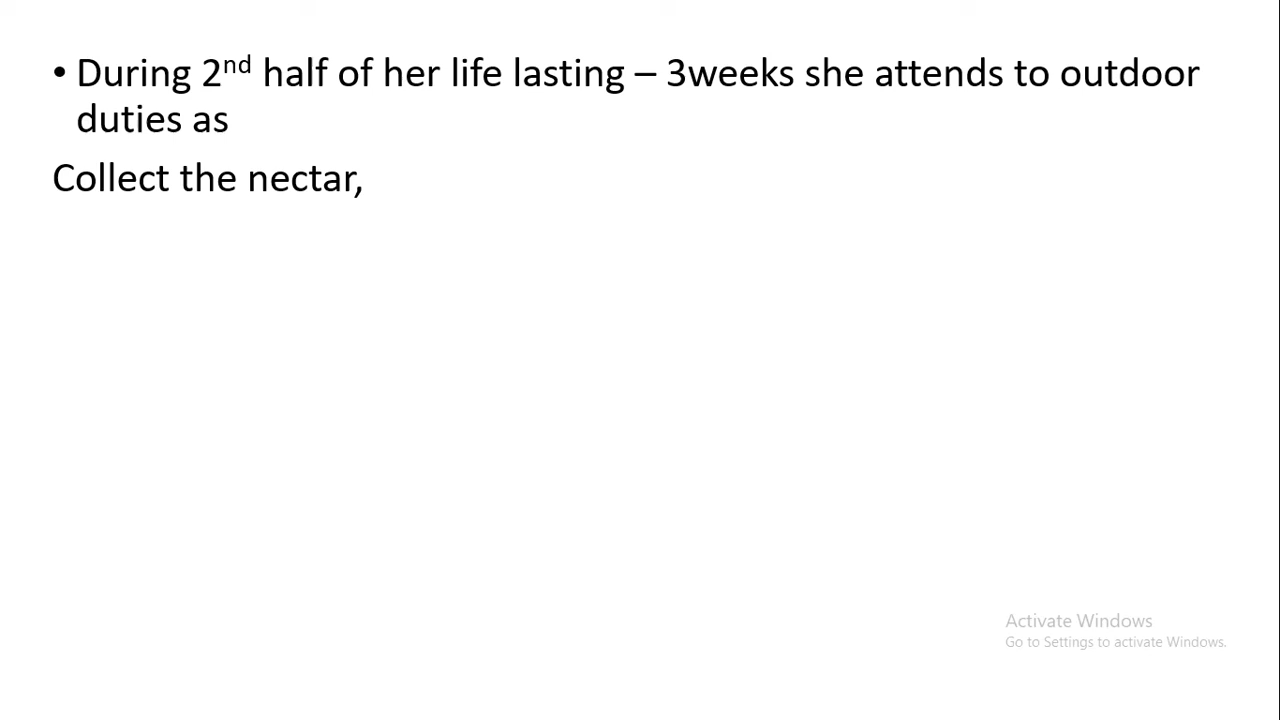 • During 2nd half of her life lasting – 3weeks she attends to outdoor
duties as
Collect the nectar,
Activate Windows
Go to Settings to activate Windows.